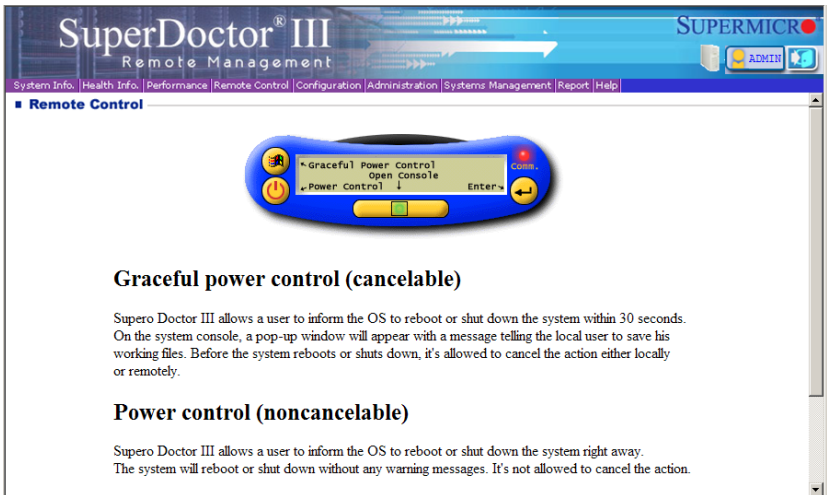 SuperDoctor® III
Remote Management
SUPERMICRO®
ADMIN
System Info. Health Info. Performance Remote Control Configuration Administration Systems Management Report Help
Remote Control
Graceful Power Control
Open Console
Power Control ↓ Enter
Comm.
Graceful power control (cancelable)
Supero Doctor III allows a user to inform the OS to reboot or shut down the system within 30 seconds.
On the system console, a pop-up window will appear with a message telling the local user to save his
working files. Before the system reboots or shuts down, it's allowed to cancel the action either locally
or remotely.
Power control (noncancelable)
Supero Doctor III allows a user to inform the OS to reboot or shut down the system right away.
The system will reboot or shut down without any warning messages. It's not allowed to cancel the action.